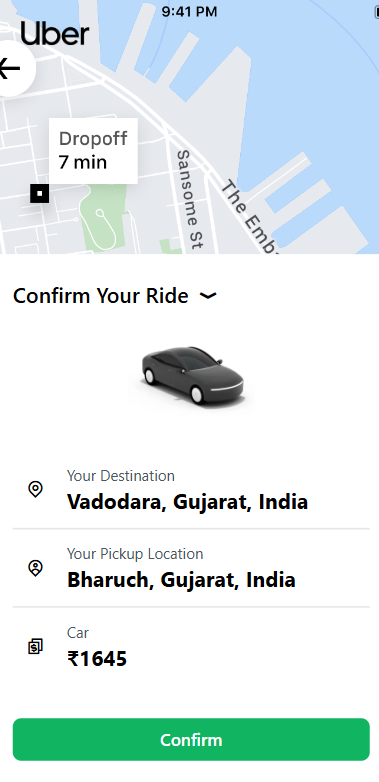 9:41 PM
Uber
Dropoff
7 min
Sansome St
The Emb
Confirm Your Ride
Your Destination
Vadodara, Gujarat, India
Your Pickup Location
Bharuch, Gujarat, India
Car
₹1645
Confirm